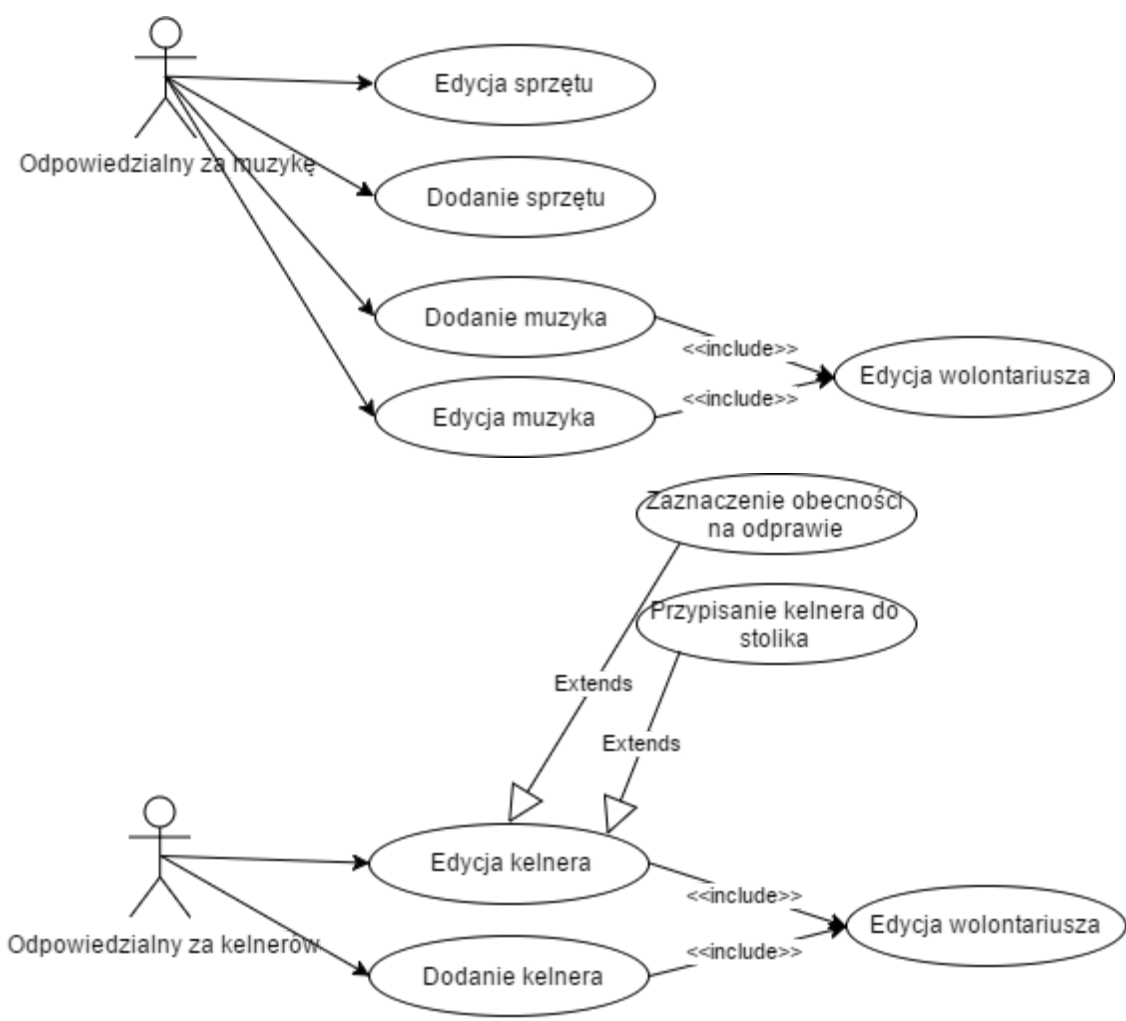 Edycja sprzętu
Odpowiedzialny za muzykę
Dodanie sprzętu
Dodanie muzyka
<<include>>
Edycja wolontariusza
<<include>>
Edycja muzyka
Zaznaczenie obecności
na odprawie
Przypisanie kelnera do
stolika
Extends
Extends
Edycja kelnera
<<include>>
Edycja wolontariusza
Odpowiedzialny za kelnerów
<<include>>
Dodanie kelnera